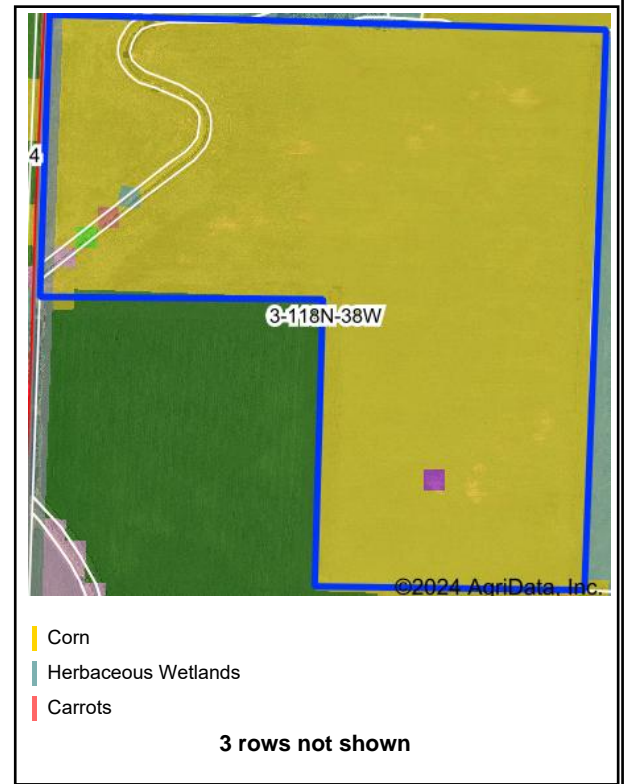 4
3-118N-38W
©2024 AgriData, Inc.
Corn
Herbaceous Wetlands
Carrots
3 rows not shown